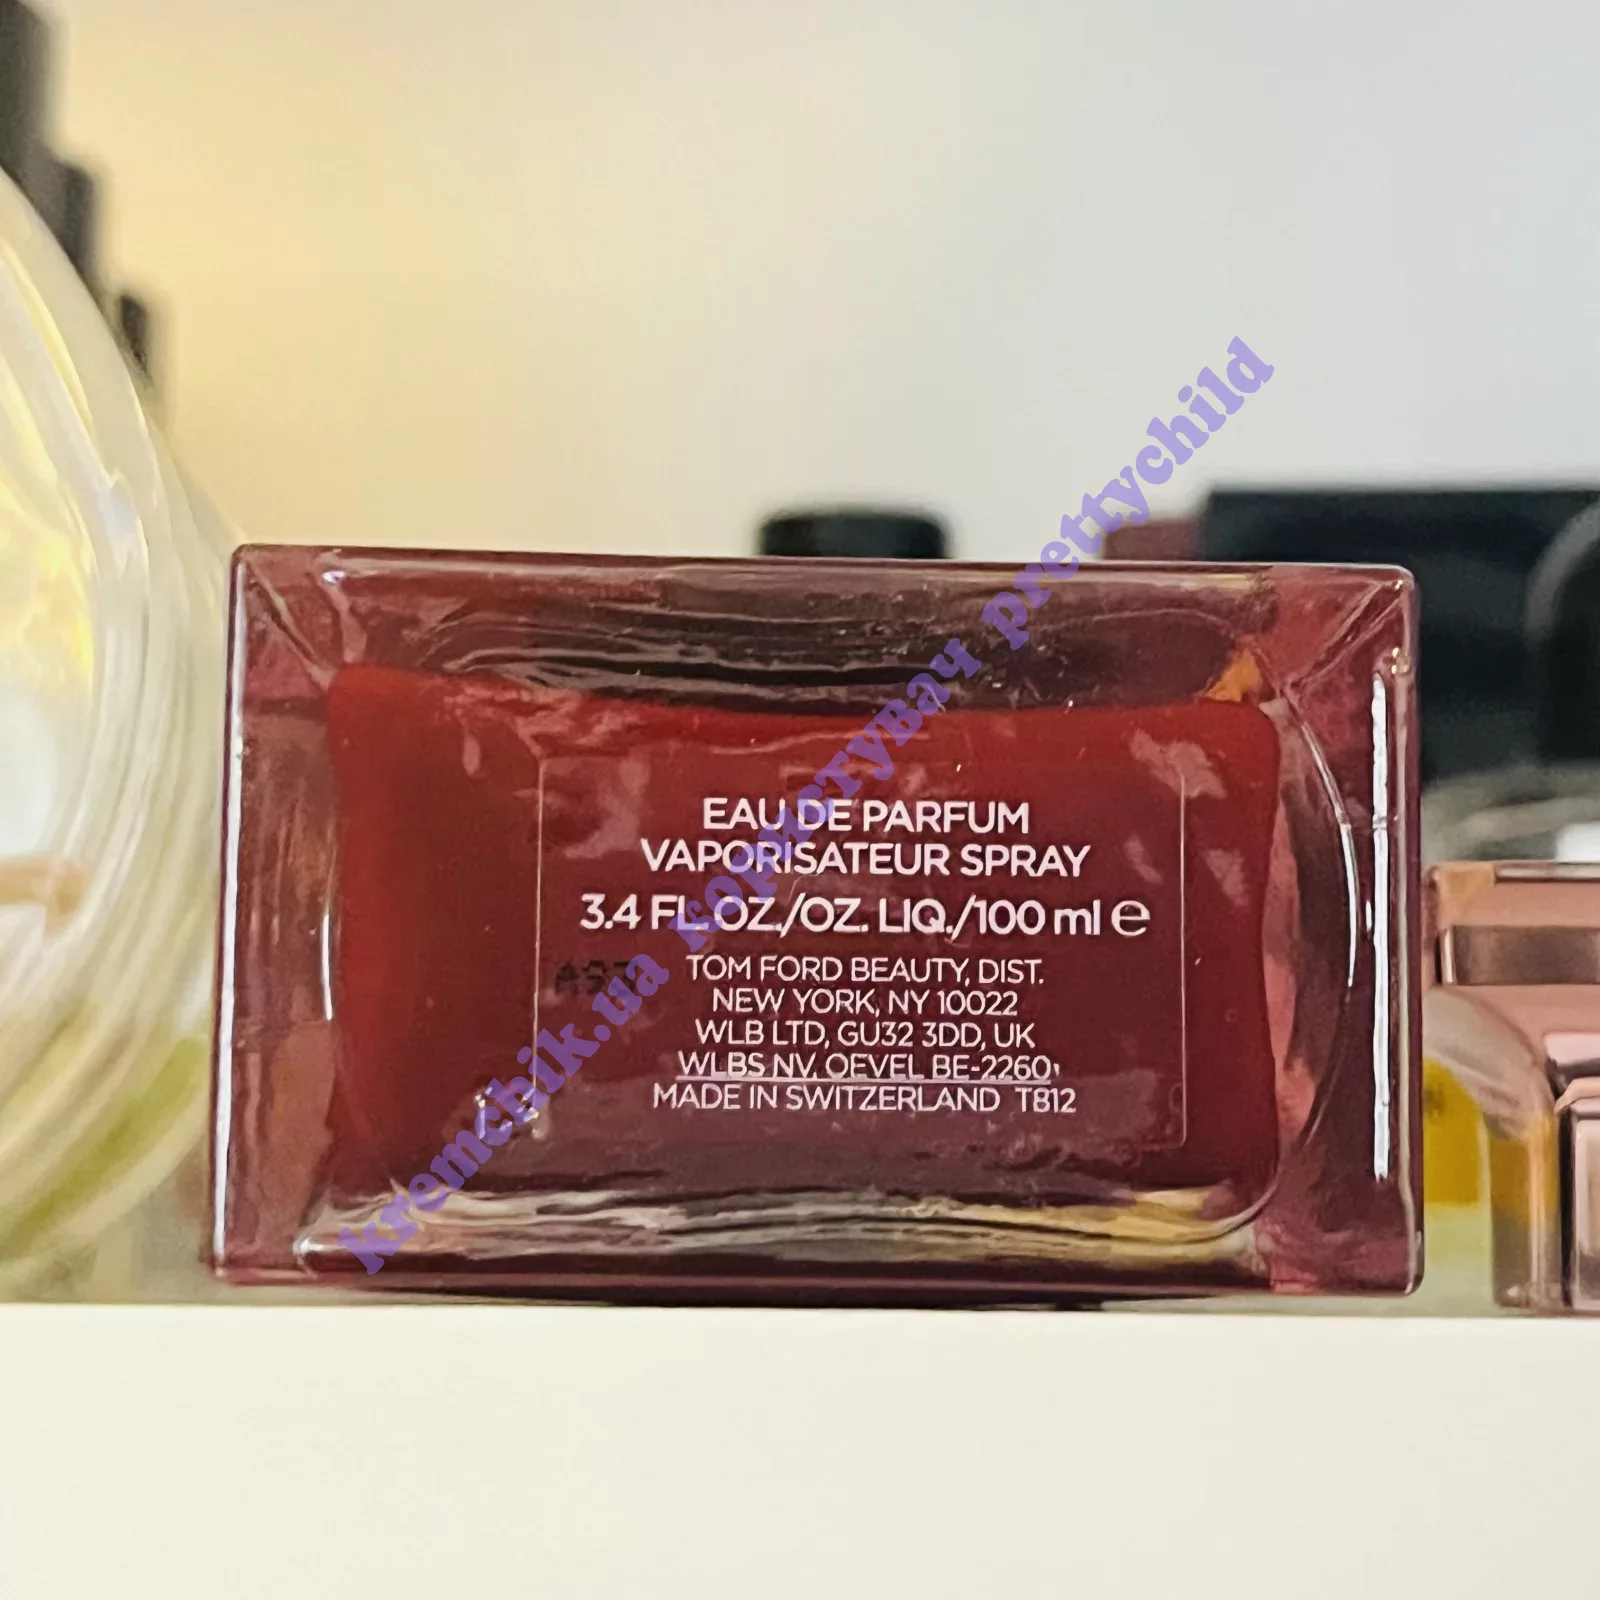 EAU DE PARFUM
VAPORISATEUR SPRAY
3.4 FL. OZ./OZ. LIQ./100 ml e
TOM FORD BEAUTY, DIST.
NEW YORK, NY 10022
WLB LTD, GU32 3DD, UK
WLBS NV, OEVEL BE-2260,
MADE IN SWITZERLAND T812
kremchik.ua користувач prettychild